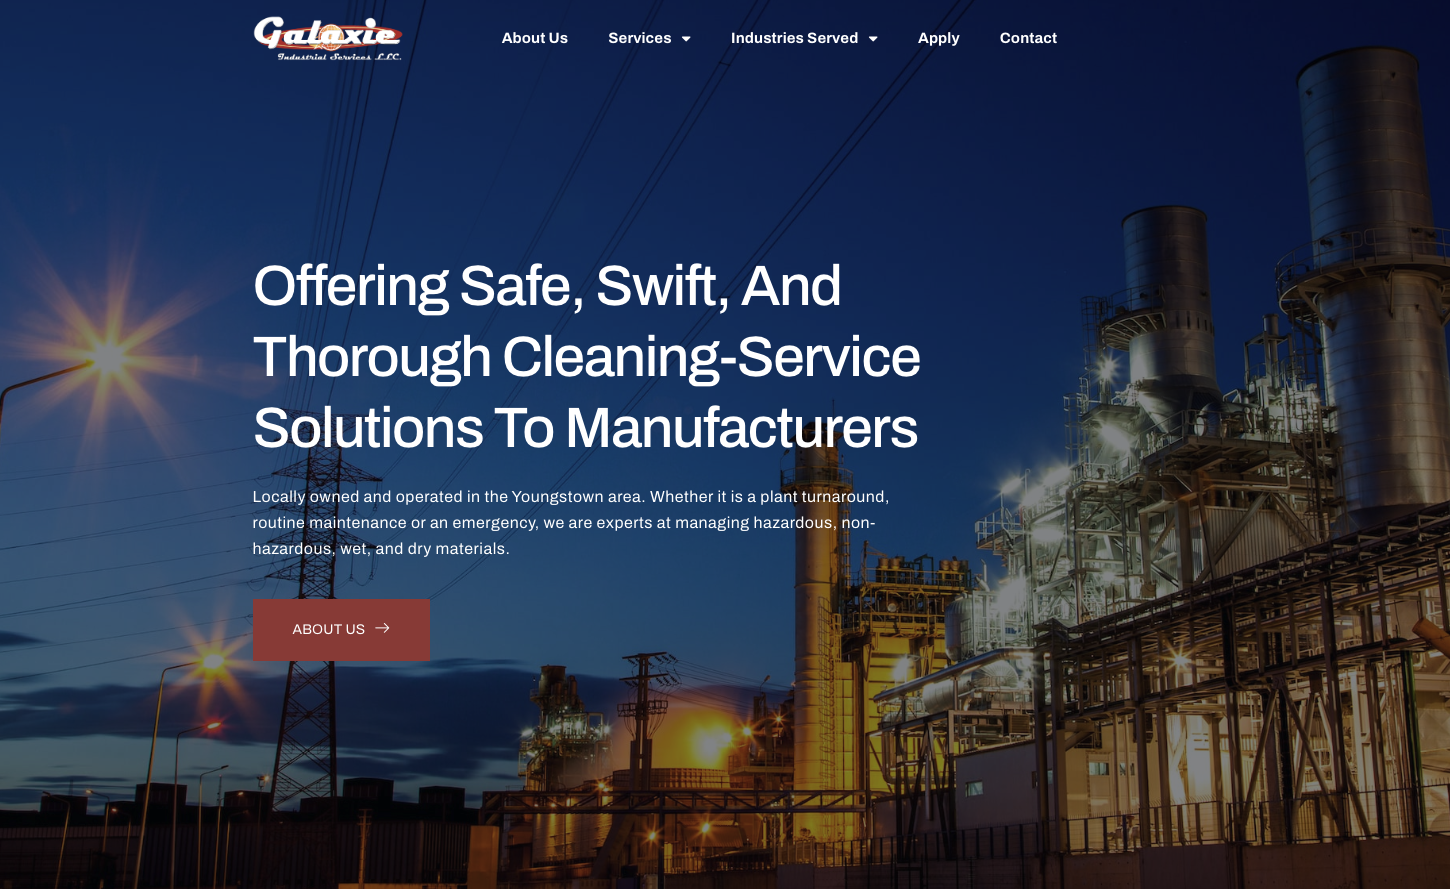 Galaxie
Industrial Services LLC.
About Us
Services
Industries Served
Apply
Contact
Offering Safe, Swift, And
Thorough Cleaning-Service
Solutions To Manufacturers
Locally owned and operated in the Youngstown area. Whether it is a plant turnaround,
routine maintenance or an emergency, we are experts at managing hazardous, non-
hazardous, wet, and dry materials.
ABOUT US